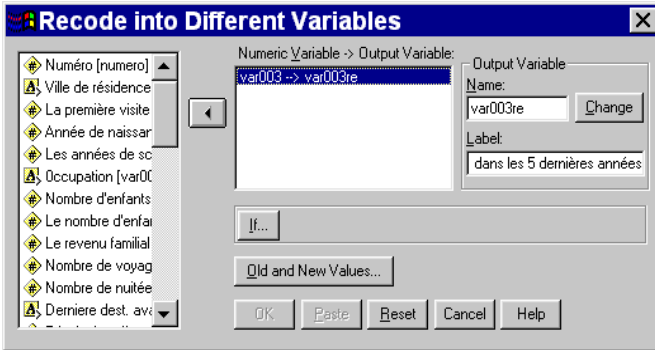 Recode into Different Variables
Numéro [numero]
Ville de résidence
La première visite
Année de naissar
Les années de sc
Occupation [var00
Nombre d'enfants
Le nombre d'enfar
Le revenu familial
Nombre de voyag
Nombre de nuitée
Derniere dest. ava
Numeric Variable -> Output Variable:
var003 --> var003re
Output Variable
Name:
var003re
Change
Label:
dans les 5 dernières années
If...
Old and New Values...
OK
Paste
Reset
Cancel
Help